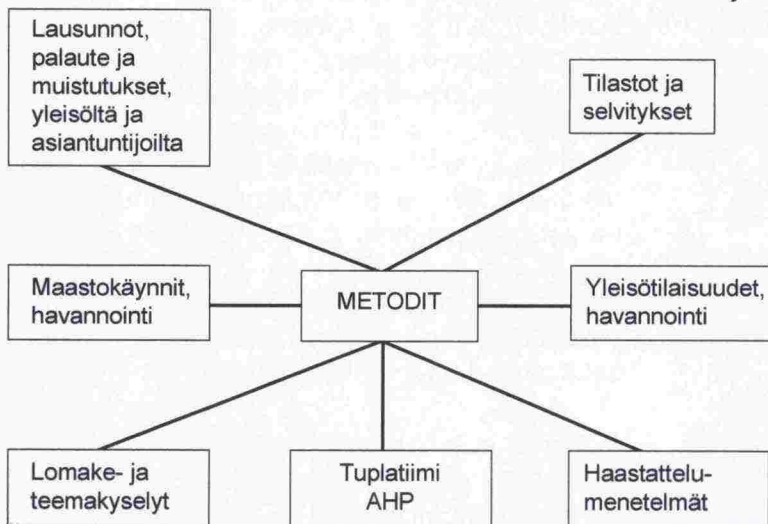 Lausunnot,
palaute ja
muistutukset,
yleisöltä ja
asiantuntijoilta
Tilastot ja
selvitykset
Maastokäynnit,
havannointi
METODIT
Yleisötilaisuudet,
havannointi
Lomake- ja
teemakyselyt
Tuplatiimi
AHP
Haastattelu-
menetelmät